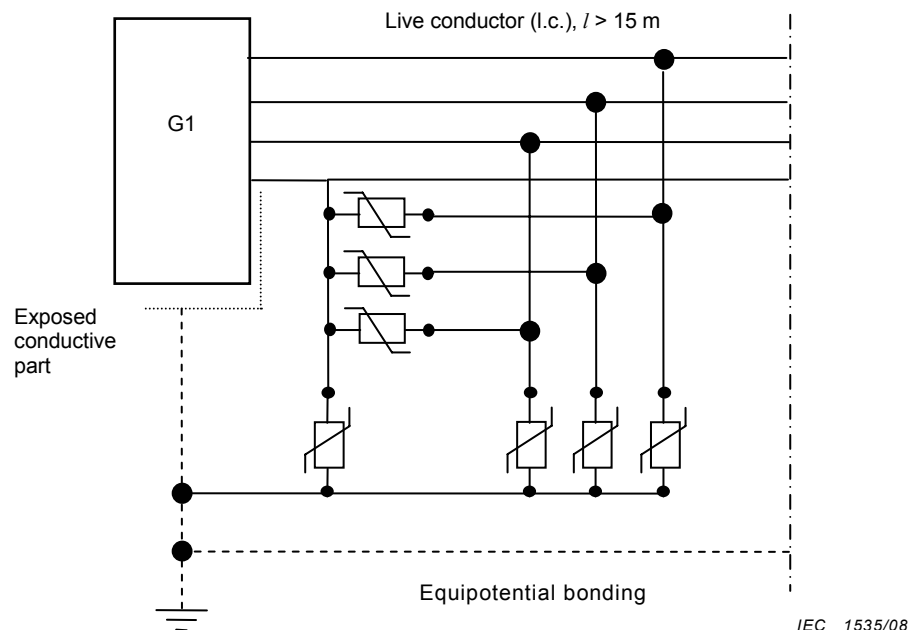 Live conductor (l.c.), l > 15 m
G1
Exposed
conductive
part
Equipotential bonding
IEC 1535/08